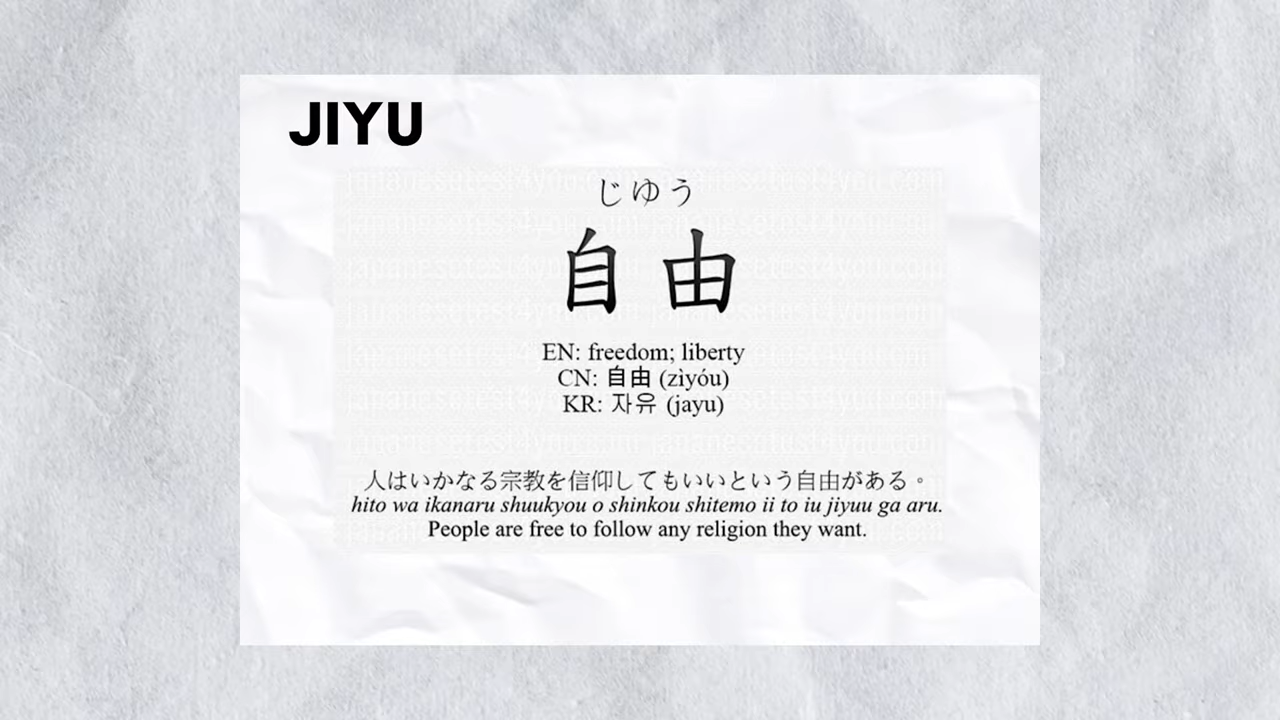 JIYU
じゆう
自由
EN: freedom; liberty
CN: 自由 (zìyóu)
KR: 자유 (jayu)
人はいかなる宗教を信仰してもいいという自由がある。
hito wa ikanaru shuukyou o shinkou shitemo ii to iu jiyuu ga aru.
People are free to follow any religion they want.